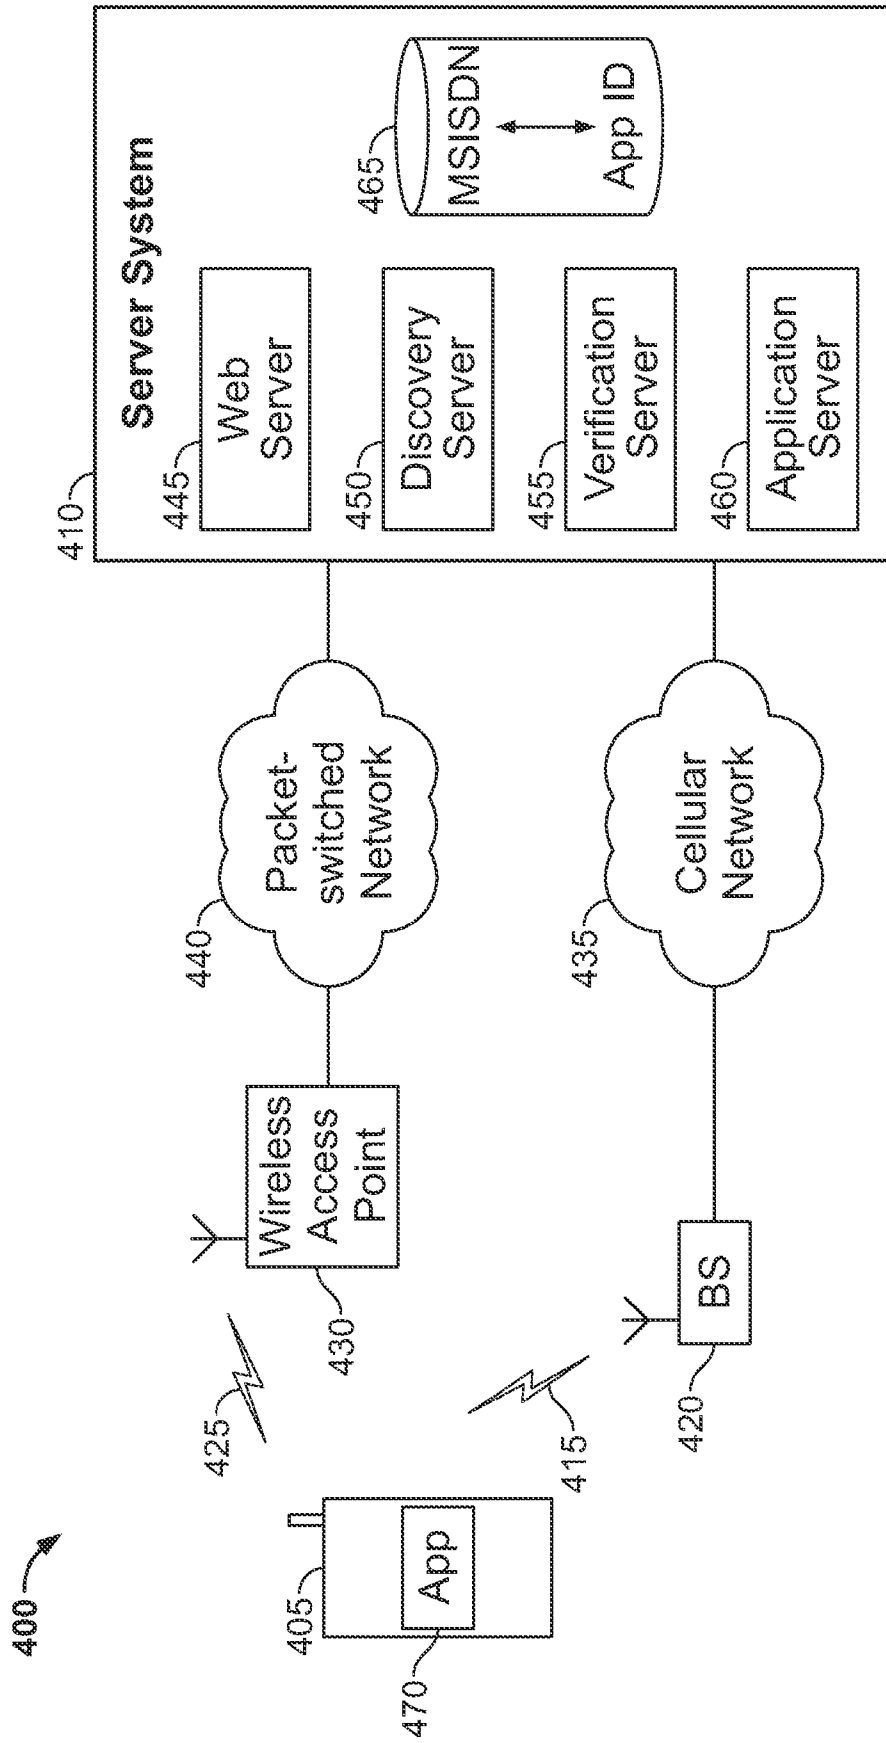 400
405
App
470
425
415
Wireless
Access
Point
430
BS
420
440
Packet-
switched
Network
435
Cellular
Network
410
Server System
445
Web
Server
450
Discovery
Server
455
Verification
Server
460
Application
Server
465
MSISDN
App ID